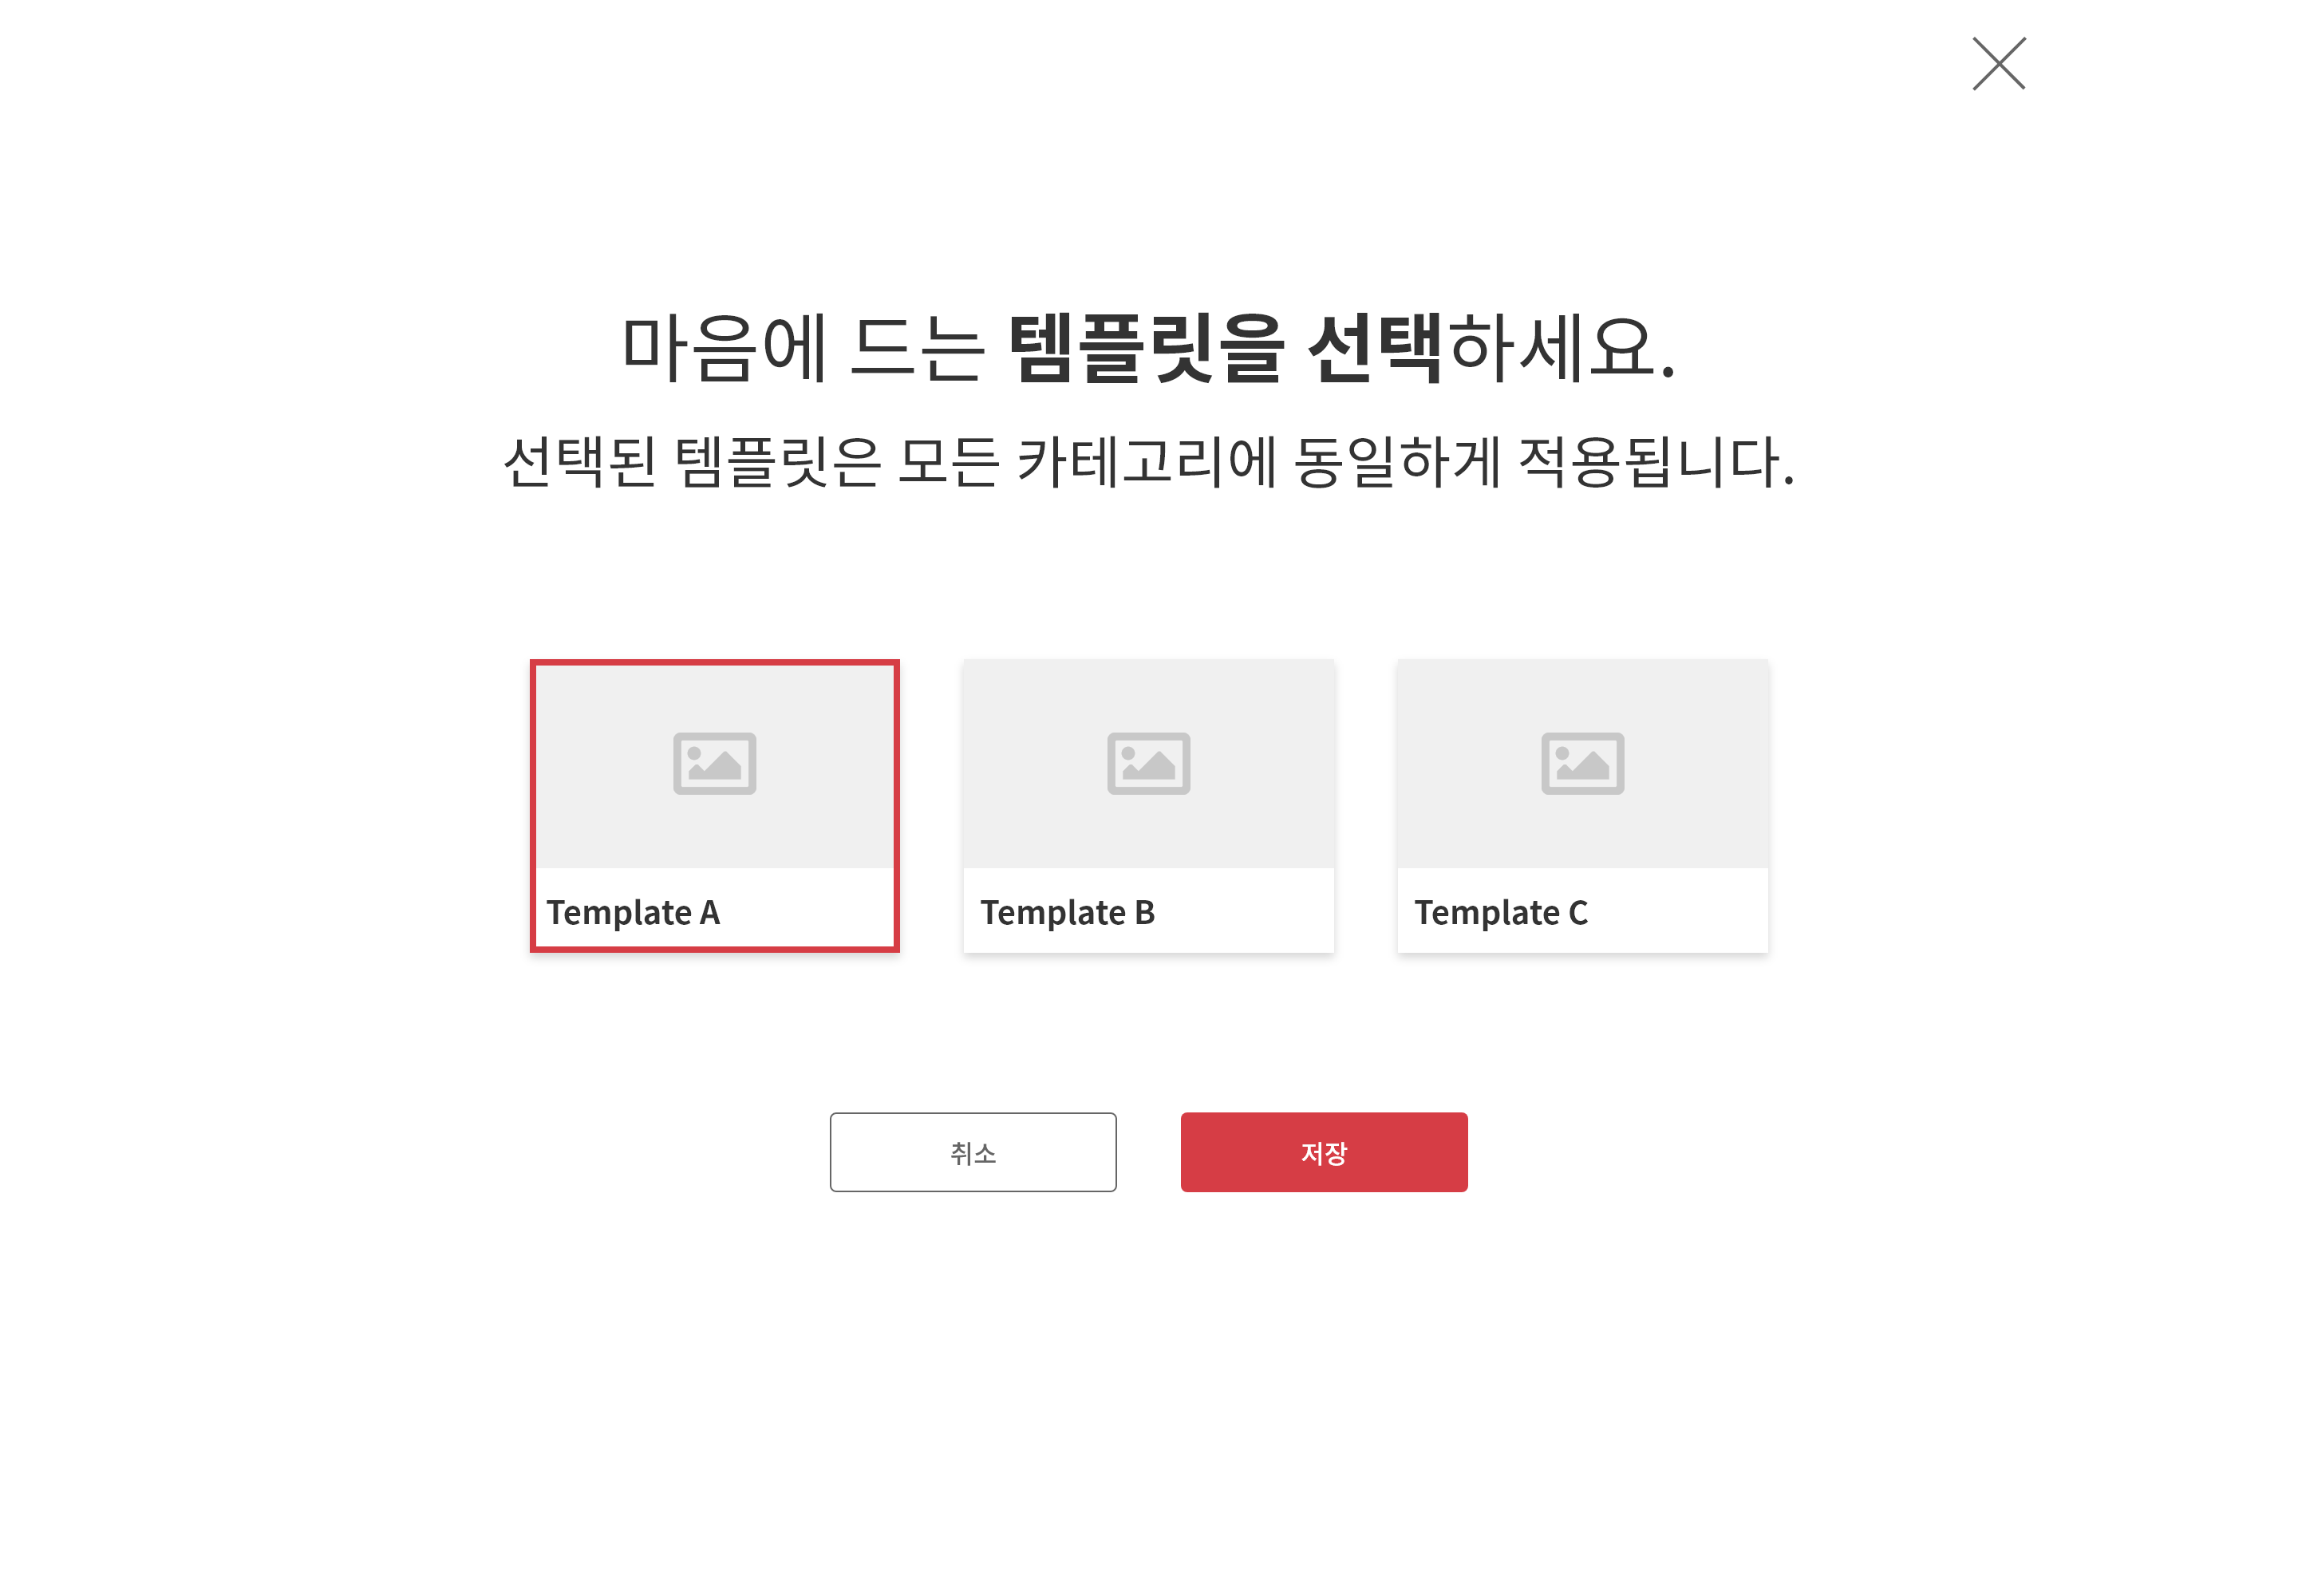 마음에 드는 템플릿을 선택하세요.
선택된 템플릿은 모든 카테고리에 동일하게 적용됩니다.
Template A
Template B
Template C
취소
저장